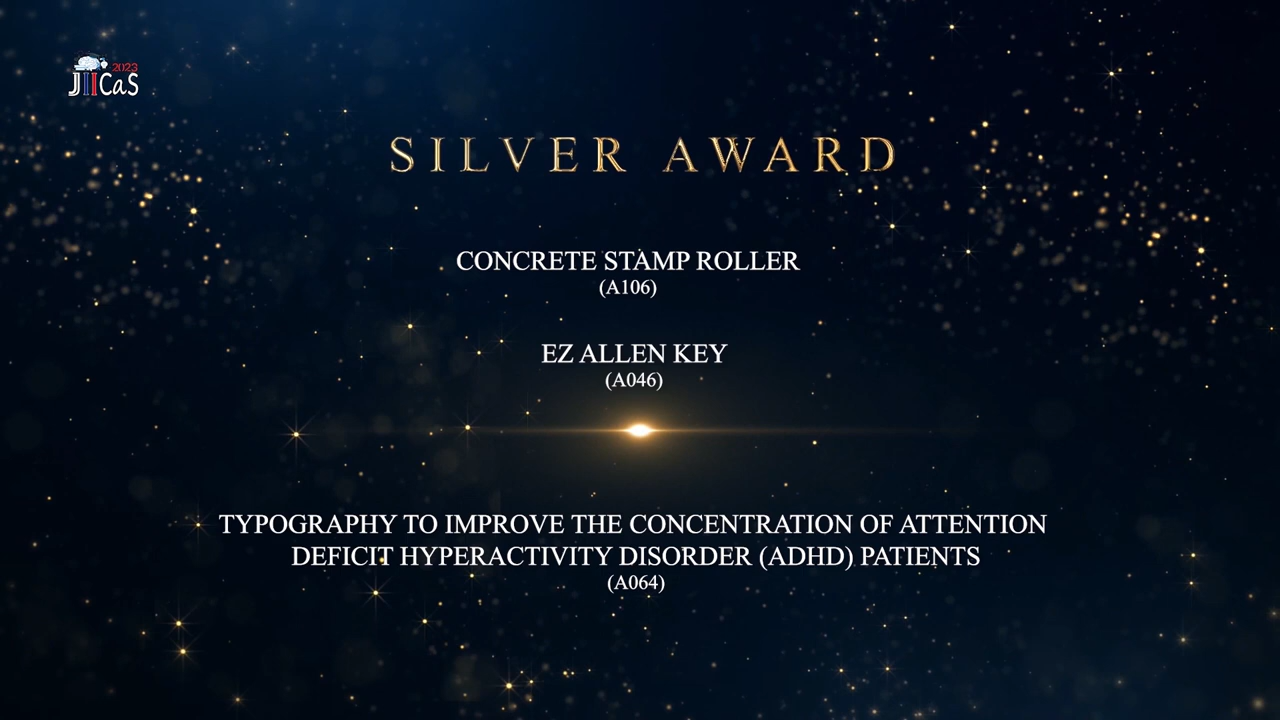 2023
JIICaS
SILVER AWARD
CONCRETE STAMP ROLLER
(A106)
EZ ALLEN KEY
(A046)
TYPOGRAPHY TO IMPROVE THE CONCENTRATION OF ATTENTION
DEFICIT HYPERACTIVITY DISORDER (ADHD) PATIENTS
(A064)